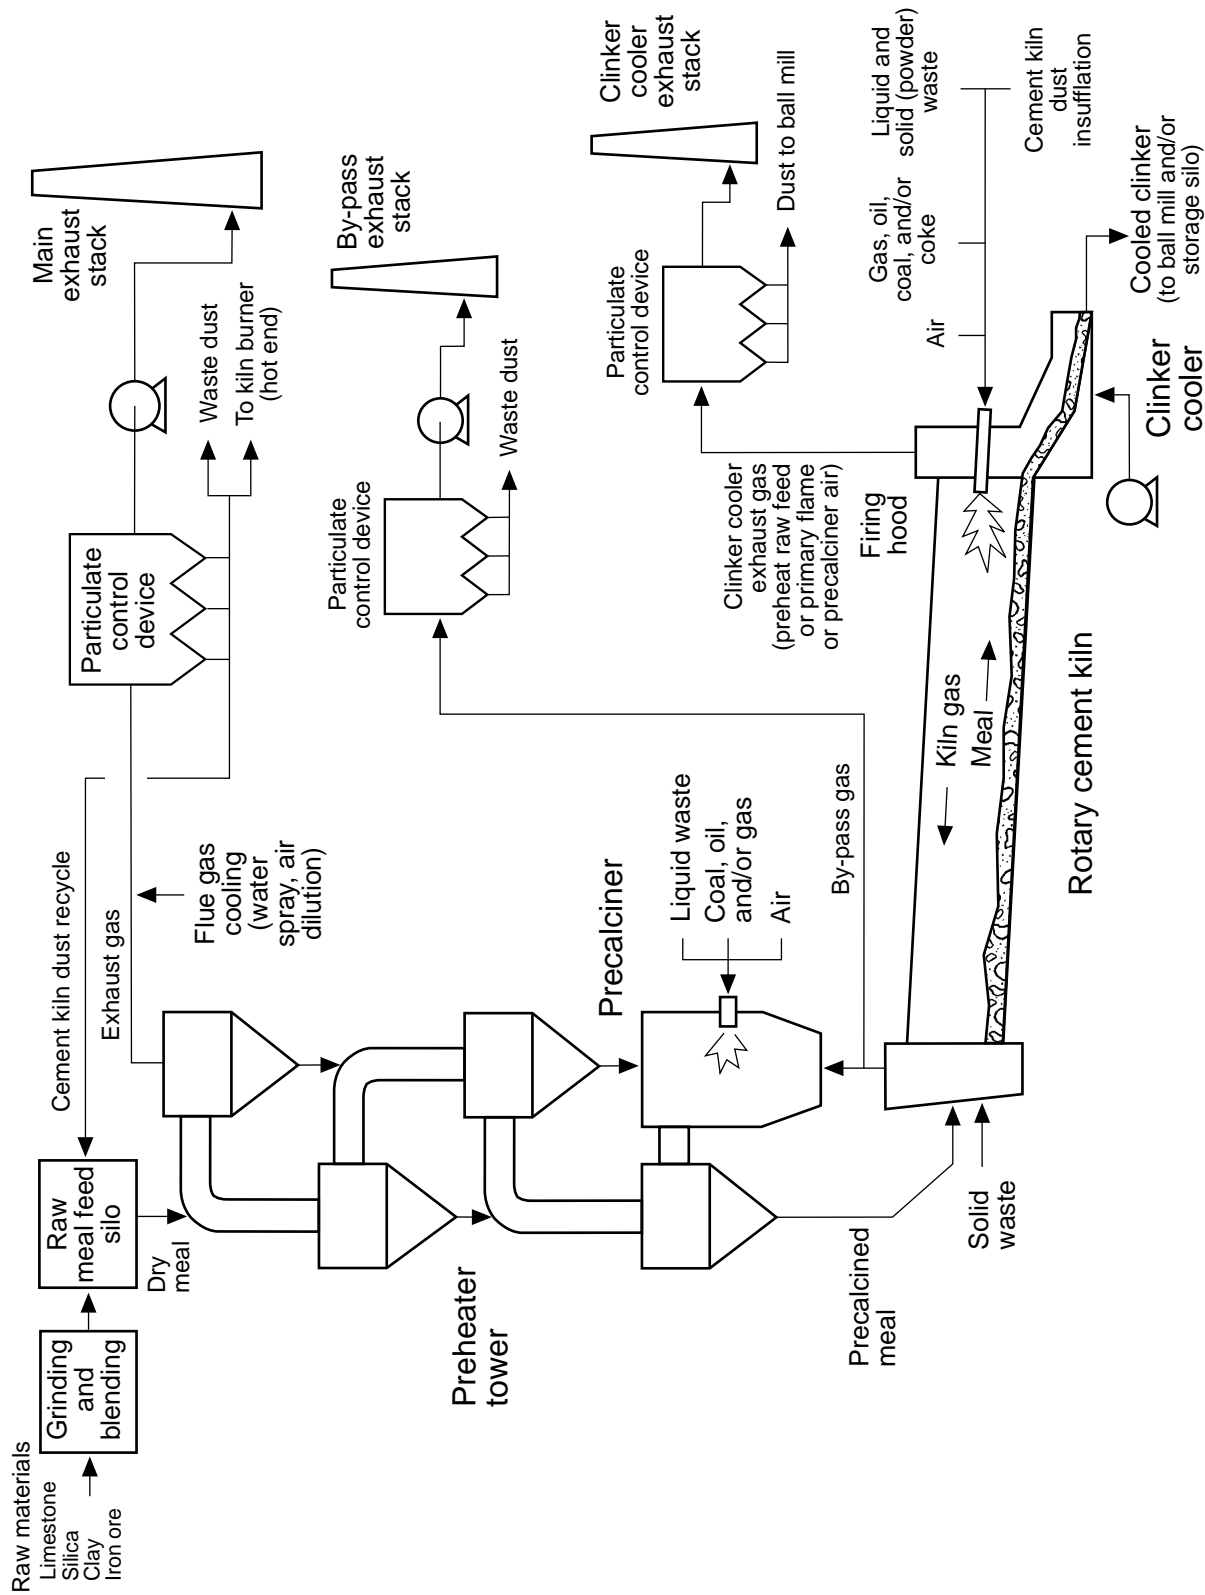 Raw materials
Limestone
Silica
Clay
Iron ore
Grinding
and
blending
Raw
meal feed
silo
Dry
meal
Cement kiln dust recycle
Exhaust gas
Flue gas
cooling
(water
spray, air
dilution)
Particulate
control
device
Waste dust
To kiln burner
(hot end)
Main
exhaust
stack
Preheater
tower
Particulate
control device
Waste dust
By-pass
exhaust
stack
Precalciner
Liquid waste
Coal, oil,
and/or gas
Air
By-pass gas
Precalcined
meal
Solid
waste
Clinker cooler
exhaust gas
(preheat raw feed
or primary flame
or precalciner air)
Particulate
control device
Dust to ball mill
Clinker
cooler
exhaust
stack
Firing
hood
Kiln gas
Meal
Rotary cement kiln
Air
Gas, oil,
coal, and/or
coke
Liquid and
solid (powder)
waste
Cement kiln
dust
insufflation
Cooled clinker
(to ball mill and/or
storage silo)
Clinker
cooler